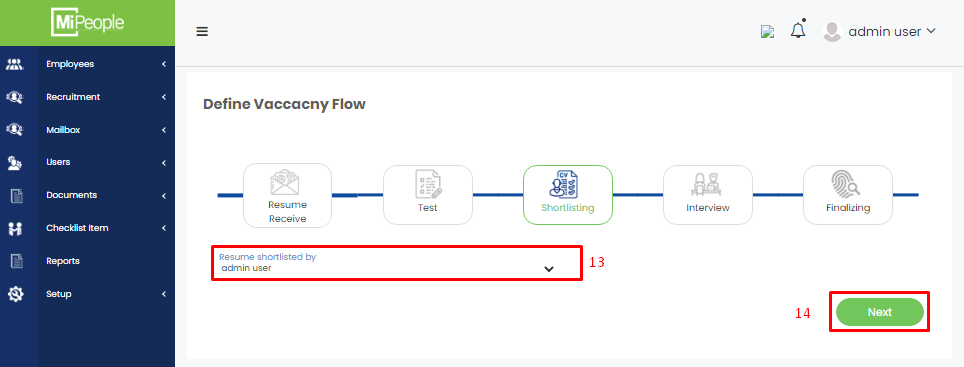 MiPeople
admin user
Employees
Recruitment
Mailbox
Users
Documents
Checklist Item
Reports
Setup
Define Vaccacny Flow
Resume
Receive
Test
CV
Shortlisting
Interview
Finalizing
Resume shortlisted by
admin user
13
14
Next